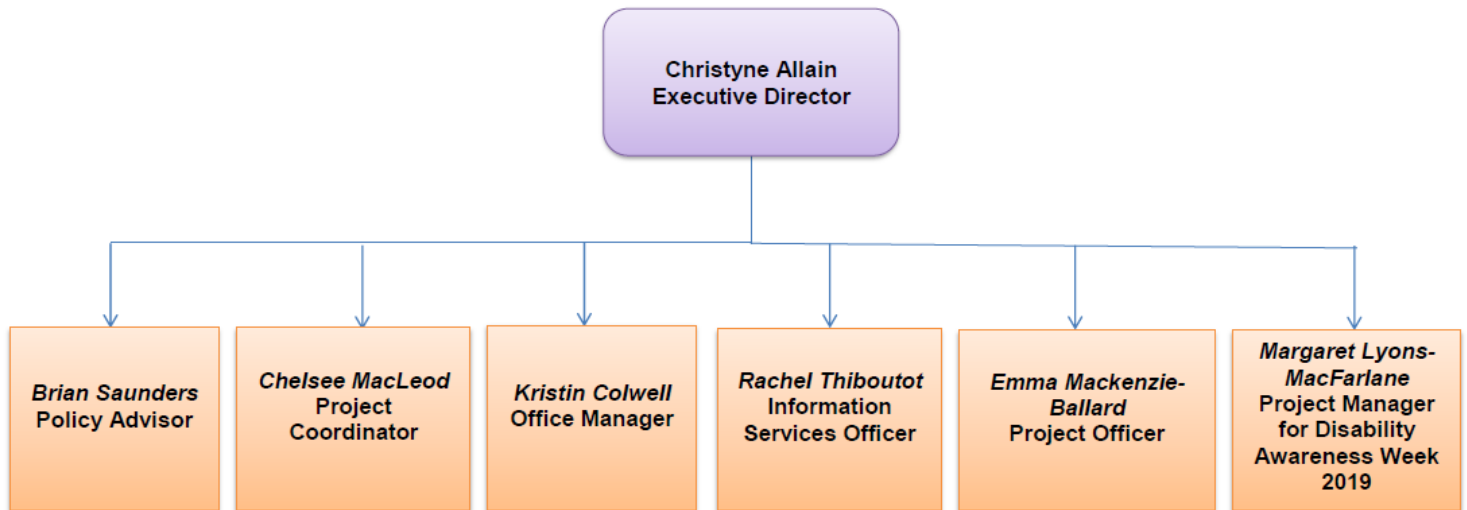 Christyne Allain
Executive Director
Brian Saunders
Policy Advisor
Chelsee MacLeod
Project
Coordinator
Kristin Colwell
Office Manager
Rachel Thiboutot
Information
Services Officer
Emma Mackenzie-
Ballard
Project Officer
Margaret Lyons-
MacFarlane
Project Manager
for Disability
Awareness Week
2019